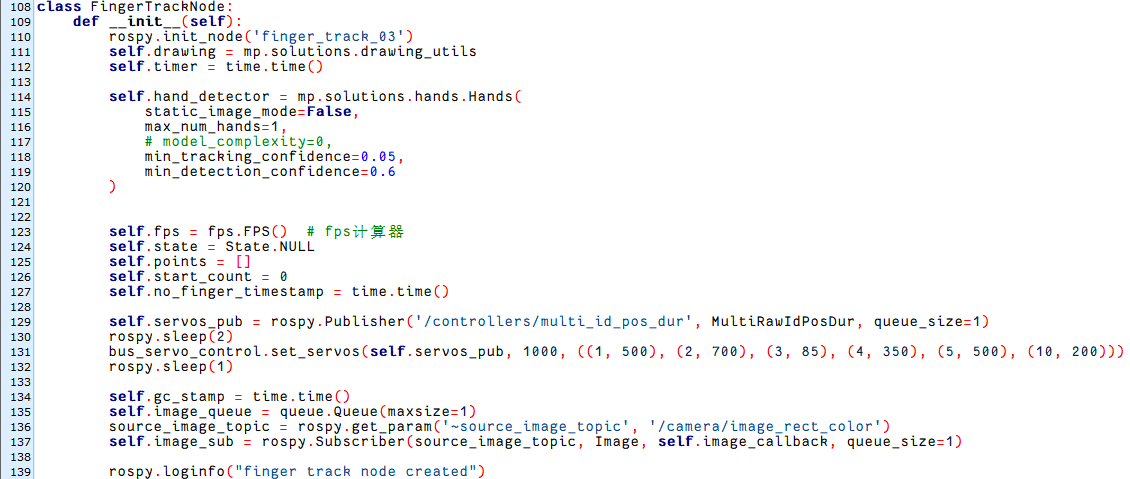 108 class FingerTrackNode:
109     def __init__(self):
110         rospy.init_node('finger_track_03')
111         self.drawing = mp.solutions.drawing_utils
112         self.timer = time.time()
113
114         self.hand_detector = mp.solutions.hands.Hands(
115             static_image_mode=False,
116             max_num_hands=1,
117             # model_complexity=0,
118             min_tracking_confidence=0.05,
119             min_detection_confidence=0.6
120         )
121
122
123         self.fps = fps.FPS()  # fps计算器
124         self.state = State.NULL
125         self.points = []
126         self.start_count = 0
127         self.no_finger_timestamp = time.time()
128
129         self.servos_pub = rospy.Publisher('/controllers/multi_id_pos_dur', MultiRawIdPosDur, queue_size=1)
130         rospy.sleep(2)
131         bus_servo_control.set_servos(self.servos_pub, 1000, ((1, 500), (2, 700), (3, 85), (4, 350), (5, 500), (10, 200)))
132         rospy.sleep(1)
133
134         self.gc_stamp = time.time()
135         self.image_queue = queue.Queue(maxsize=1)
136         source_image_topic = rospy.get_param('~source_image_topic', '/camera/image_rect_color')
137         self.image_sub = rospy.Subscriber(source_image_topic, Image, self.image_callback, queue_size=1)
138
139         rospy.loginfo("finger track node created")